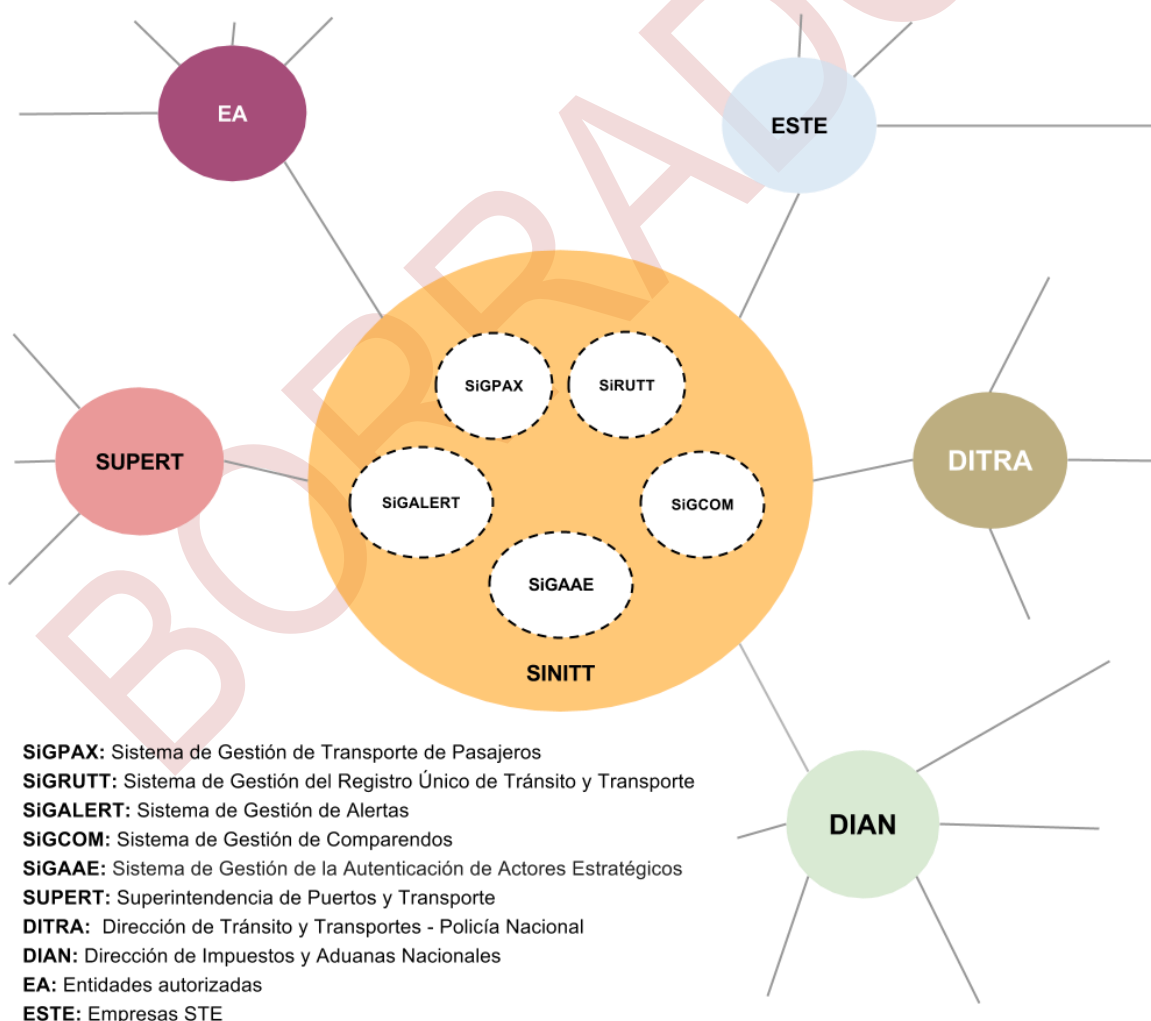 EA
ESTE
SiGPAX
SiRUTT
SUPERT
DITRA
SiGALERT
SiGCOM
SiGAAE
SINITT
DIAN
BORRADO
SiGPAX: Sistema de Gestión de Transporte de Pasajeros
SiGRUTT: Sistema de Gestión del Registro Único de Tránsito y Transporte
SiGALERT: Sistema de Gestión de Alertas
SiGCOM: Sistema de Gestión de Comparendos
SiGAAE: Sistema de Gestión de la Autenticación de Actores Estratégicos
SUPERT: Superintendencia de Puertos y Transporte
DITRA: Dirección de Tránsito y Transportes - Policía Nacional
DIAN: Dirección de Impuestos y Aduanas Nacionales
EA: Entidades autorizadas
ESTE: Empresas STE